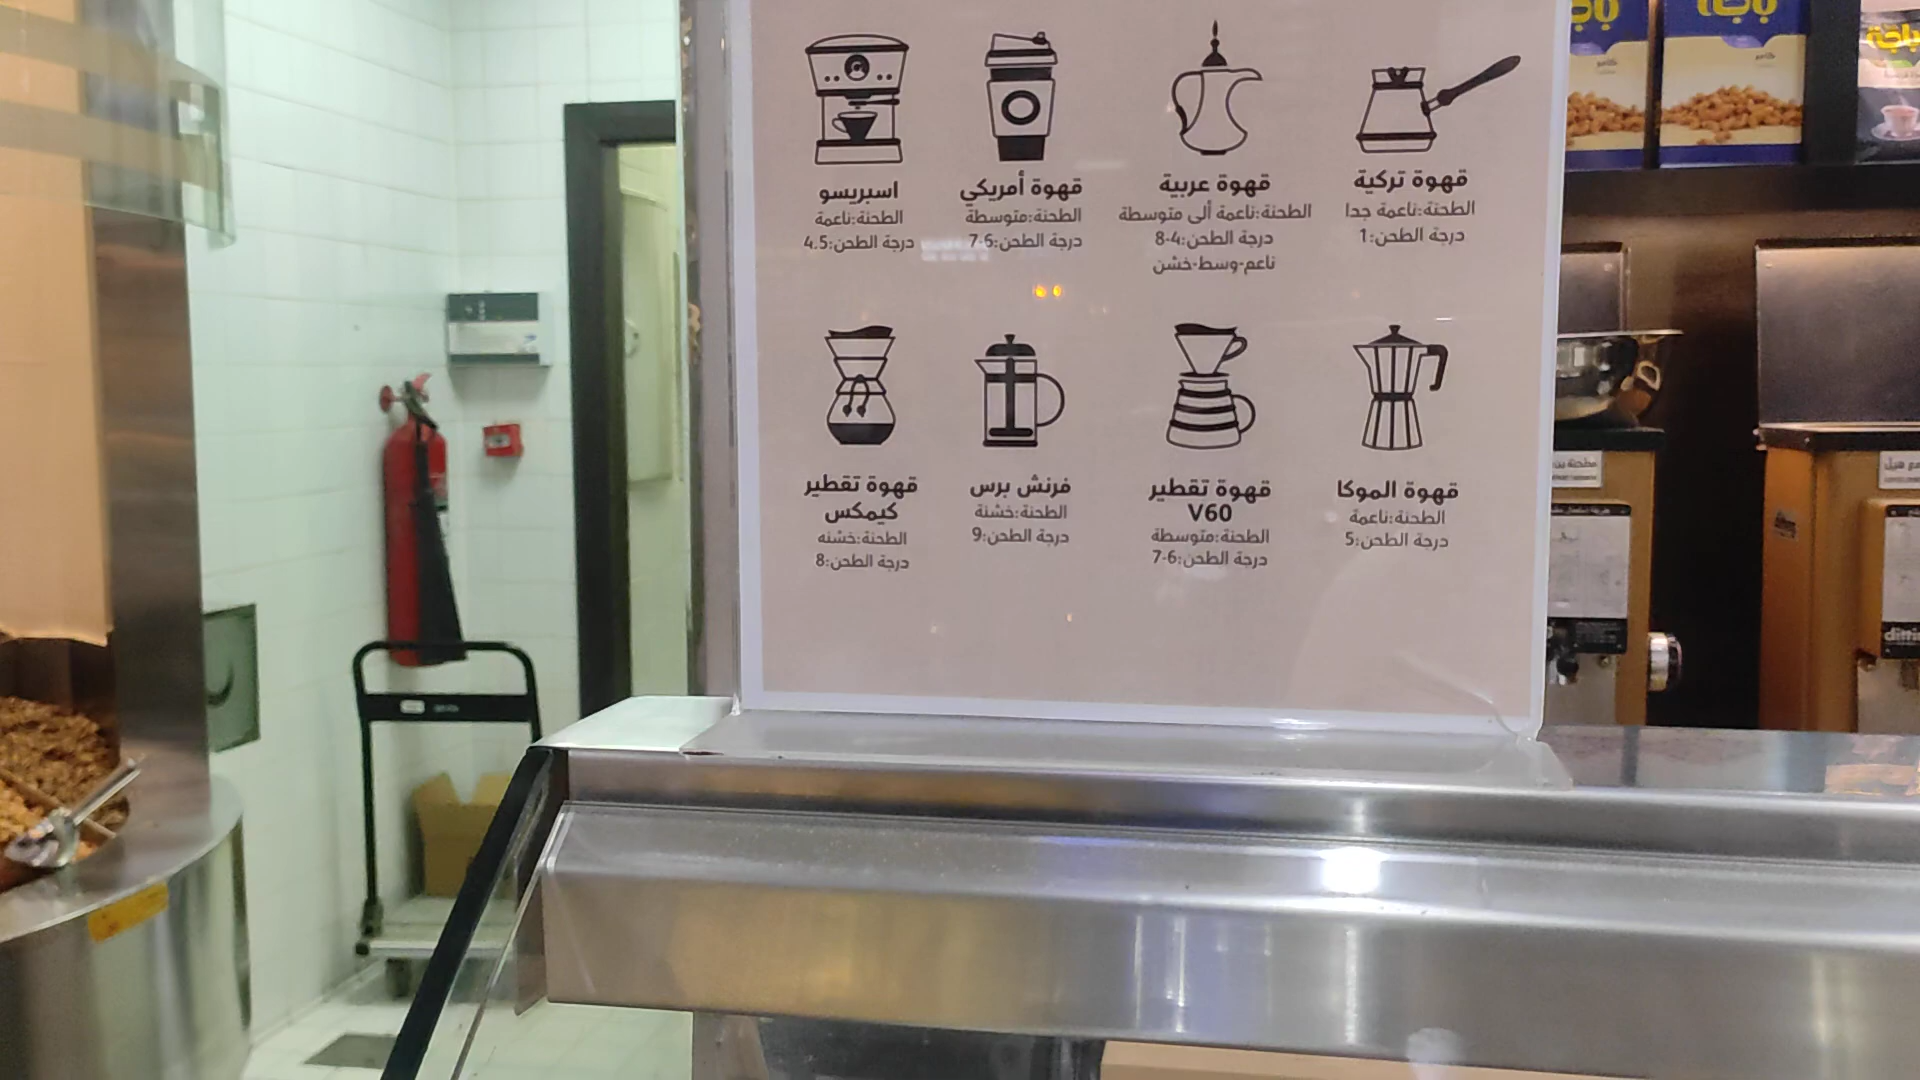 قهوة تركية
الطحنة:ناعمة جدا
درجة الطحن:1
قهوة عربية
الطحنة:ناعمة ألى متوسطة
درجة الطحن:4-8
ناعم-وسط-خشن
قهوة أمريكي
الطحنة:متوسطة
درجة الطحن:6-7
اسبريسو
الطحنة:ناعمة
درجة الطحن:4.5
قهوة الموكا
الطحنة:ناعمة
درجة الطحن:5
قهوة تقطير
V60
الطحنة:متوسطة
درجة الطحن:6-7
فرنش برس
الطحنة:خشنة
درجة الطحن:9
قهوة تقطير
كيمكس
الطحنة:خشنه
درجة الطحن:8
باجة
باجة